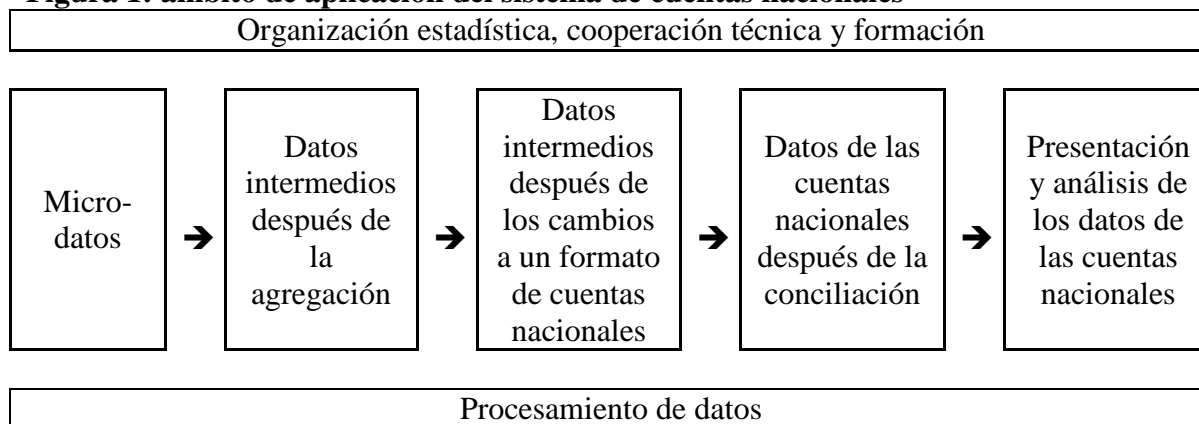 Figura 1: ámbito de aplicación del sistema de cuentas nacionales
Organización estadística, cooperación técnica y formación
Micro-
datos
➔
Datos
intermedios
después de
la
agregación
➔
Datos
intermedios
después de
los cambios
a un formato
de cuentas
nacionales
➔
Datos de las
cuentas
nacionales
después de la
conciliación
➔
Presentación
y análisis de
los datos de
las cuentas
nacionales
Procesamiento de datos